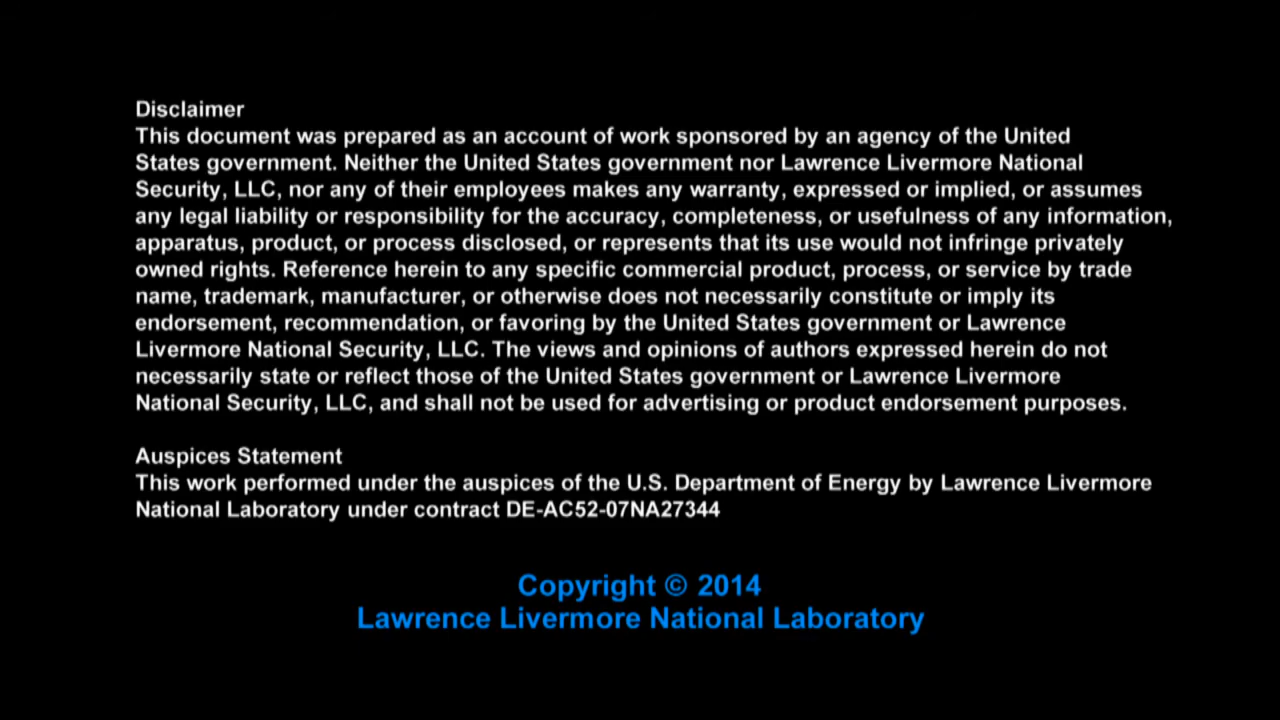 Disclaimer
This document was prepared as an account of work sponsored by an agency of the United
States government. Neither the United States government nor Lawrence Livermore National
Security, LLC, nor any of their employees makes any warranty, expressed or implied, or assumes
any legal liability or responsibility for the accuracy, completeness, or usefulness of any information,
apparatus, product, or process disclosed, or represents that its use would not infringe privately
owned rights. Reference herein to any specific commercial product, process, or service by trade
name, trademark, manufacturer, or otherwise does not necessarily constitute or imply its
endorsement, recommendation, or favoring by the United States government or Lawrence
Livermore National Security, LLC. The views and opinions of authors expressed herein do not
necessarily state or reflect those of the United States government or Lawrence Livermore
National Security, LLC, and shall not be used for advertising or product endorsement purposes.
Auspices Statement
This work performed under the auspices of the U.S. Department of Energy by Lawrence Livermore
National Laboratory under contract DE-AC52-07NA27344
Copyright © 2014
Lawrence Livermore National Laboratory